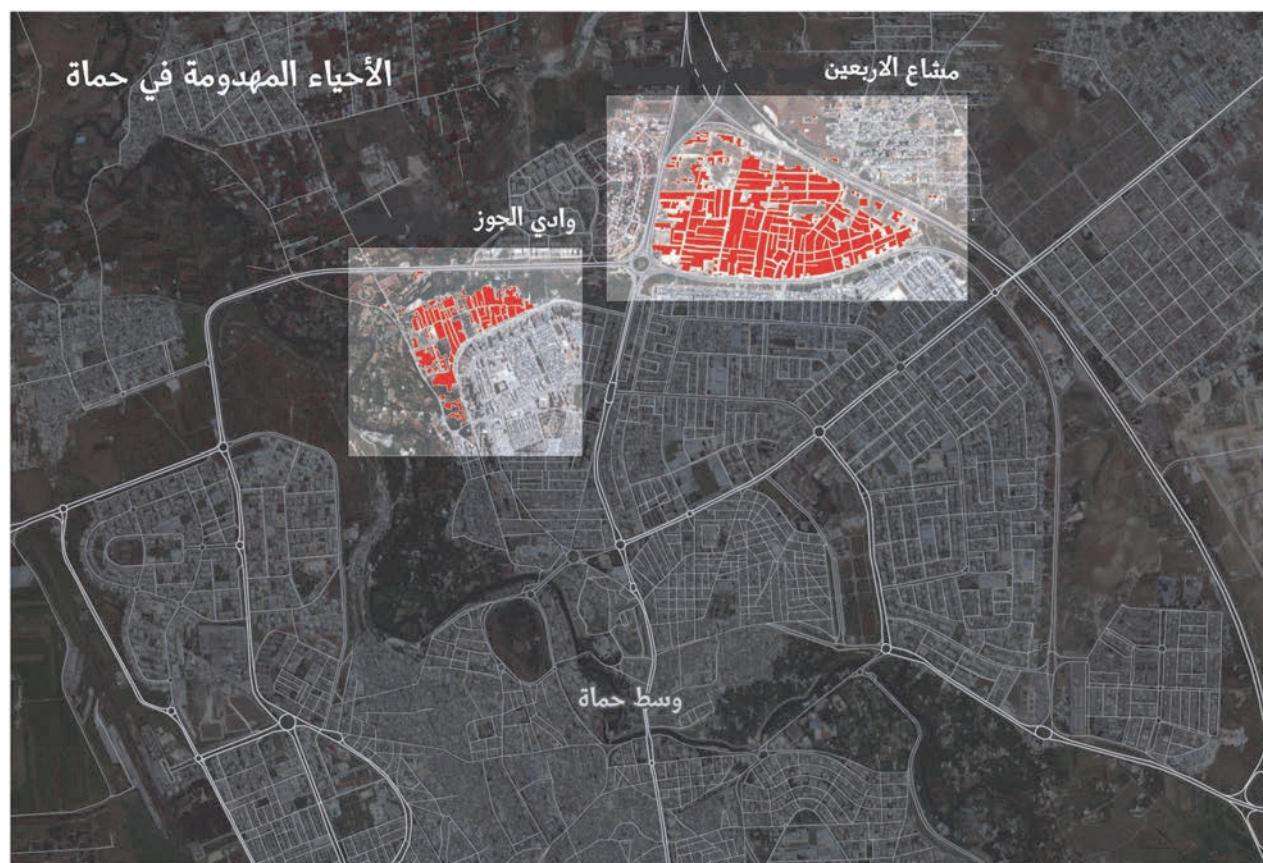 الأحياء المهدومة في حماة
مشاع الاربعين
وادي الجوز
وسط حماة